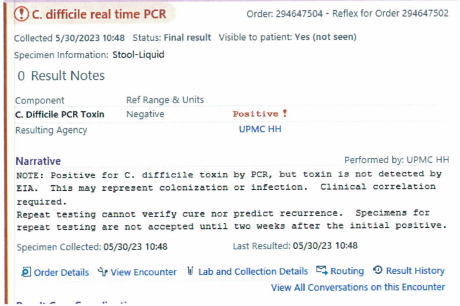 C. difficile real time PCR
Order: 294647504 - Reflex for Order 294647502
Collected 5/30/2023 10:48 Status: Final result Visible to patient: Yes (not seen)
Specimen Information: Stool-Liquid
0 Result Notes
Component Ref Range & Units
C. Difficile PCR Toxin Negative Positive !
Resulting Agency UPMC HH
Narrative Performed by: UPMC HH
NOTE: Positive for C. difficile toxin by PCR, but toxin is not detected by
EIA. This may represent colonization or infection. Clinical correlation
required.
Repeat testing cannot verify cure nor predict recurrence. Specimens for
repeat testing are not accepted until two weeks after the initial positive.
Specimen Collected: 05/30/23 10:48 Last Resulted: 05/30/23 10:48
Order Details View Encounter Lab and Collection Details Routing Result History
View All Conversations on this Encounter